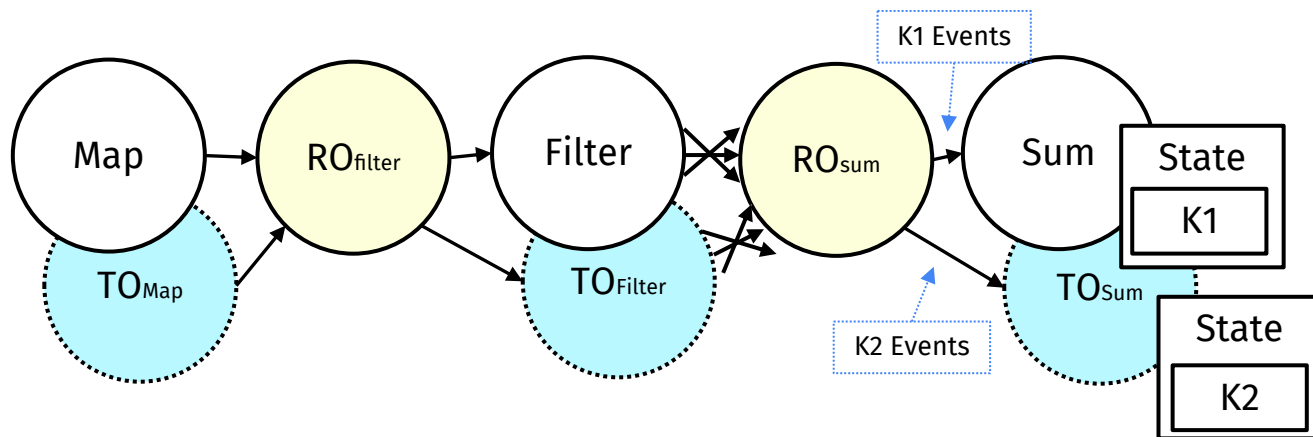 K1 Events
Map
ROfilter
Filter
ROsum
Sum
State
K1
TOMap
TOFilter
TOSum
K2 Events
State
K2